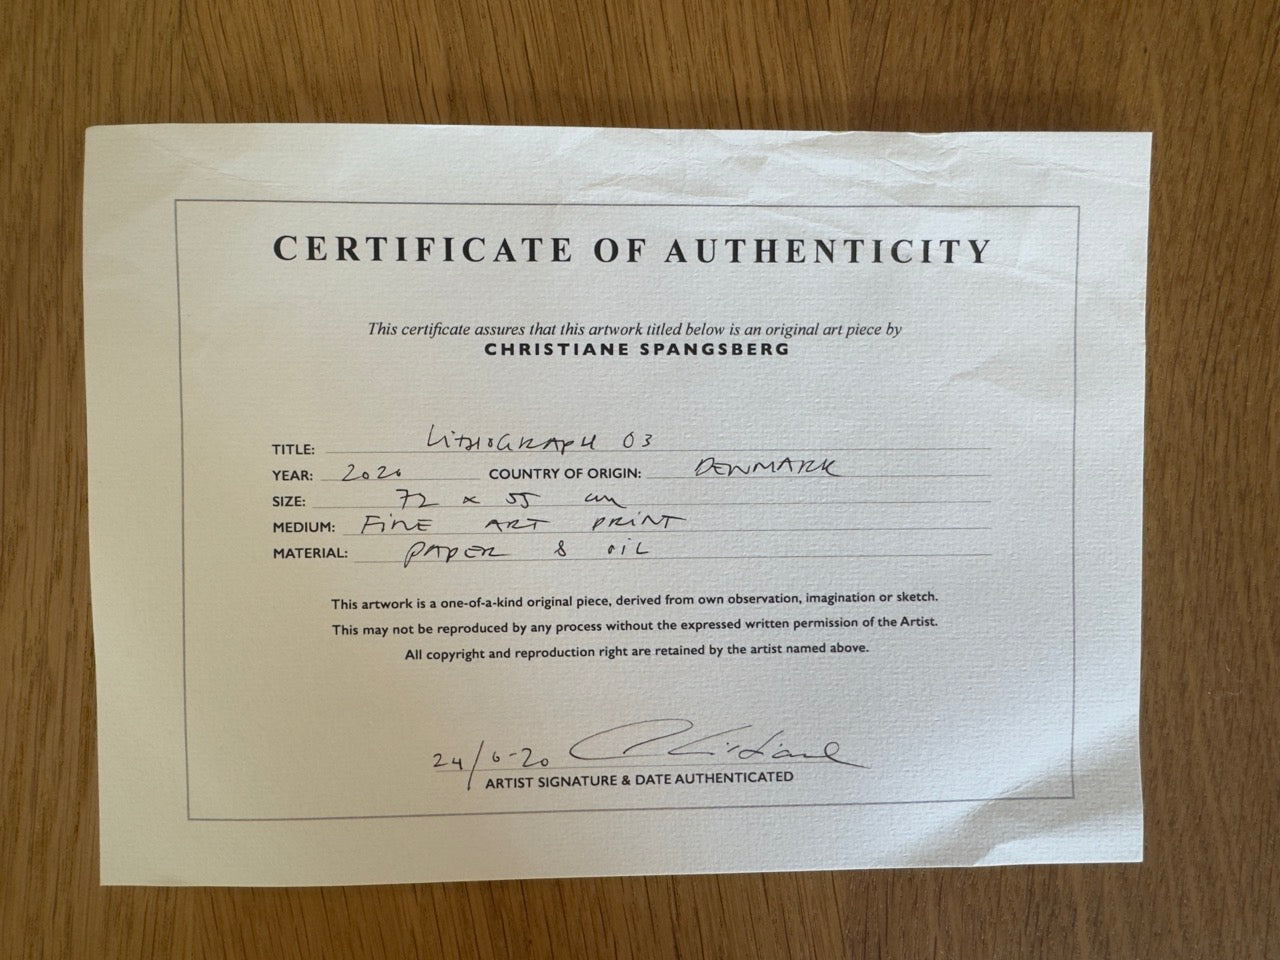 CERTIFICATE OF AUTHENTICITY
This certificate assures that this artwork titled below is an original art piece by
CHRISTIANE SPANGSBERG
TITLE: LITHOGRAPH 03
YEAR: 2020 COUNTRY OF ORIGIN: DENMARK
SIZE: 72 x 55 cm
MEDIUM: FINE ART PRINT
MATERIAL: PAPER & OIL
This artwork is a one-of-a-kind original piece, derived from own observation, imagination or sketch.
This may not be reproduced by any process without the expressed written permission of the Artist.
All copyright and reproduction right are retained by the artist named above.
24/6-20 Christiane
ARTIST SIGNATURE & DATE AUTHENTICATED